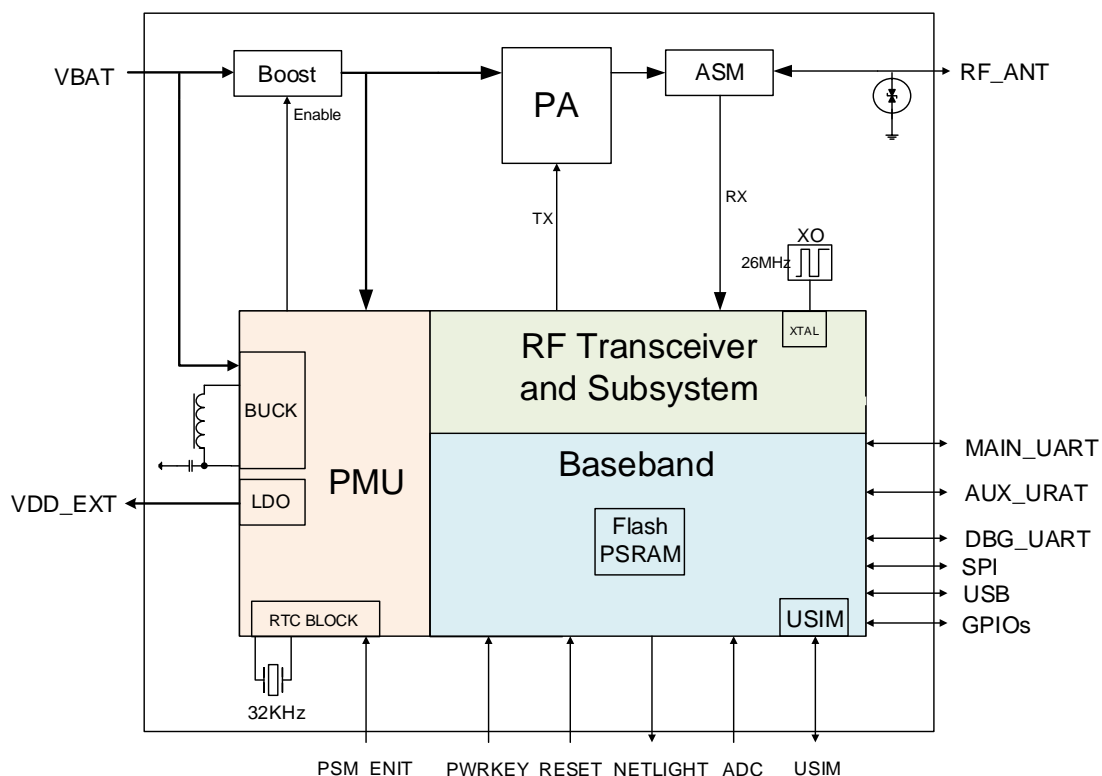 VBAT
Boost
PA
ASM
RF_ANT
Enable
TX
RX
XO
26MHz
XTAL
RF Transceiver
and Subsystem
BUCK
PMU
Baseband
MAIN_UART
AUX_URAT
VDD_EXT
LDO
Flash
PSRAM
DBG_UART
SPI
USB
GPIOs
RTC BLOCK
USIM
32KHz
PSM_ENIT
PWRKEY
RESET
NETLIGHT
ADC
USIM